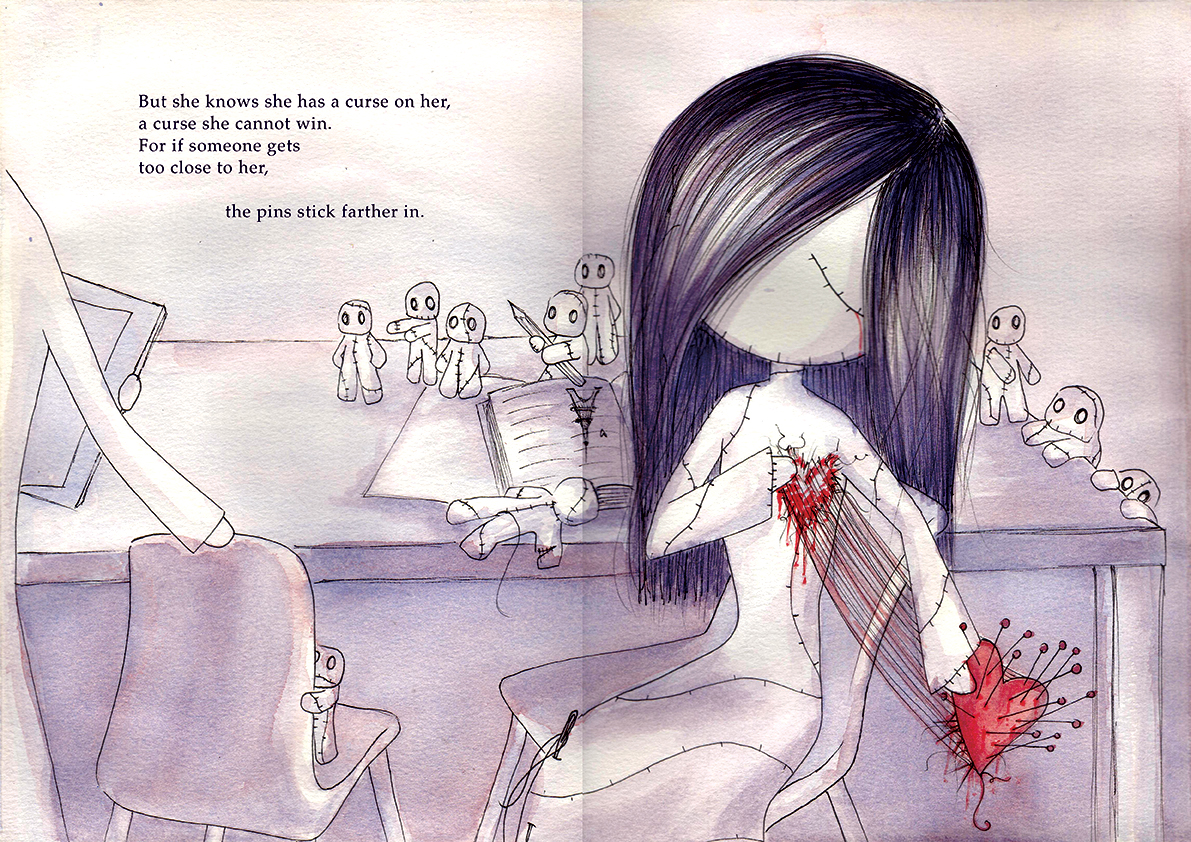 But she knows she has a curse on her,
a curse she cannot win.
For if someone gets
too close to her,
the pins stick farther in.